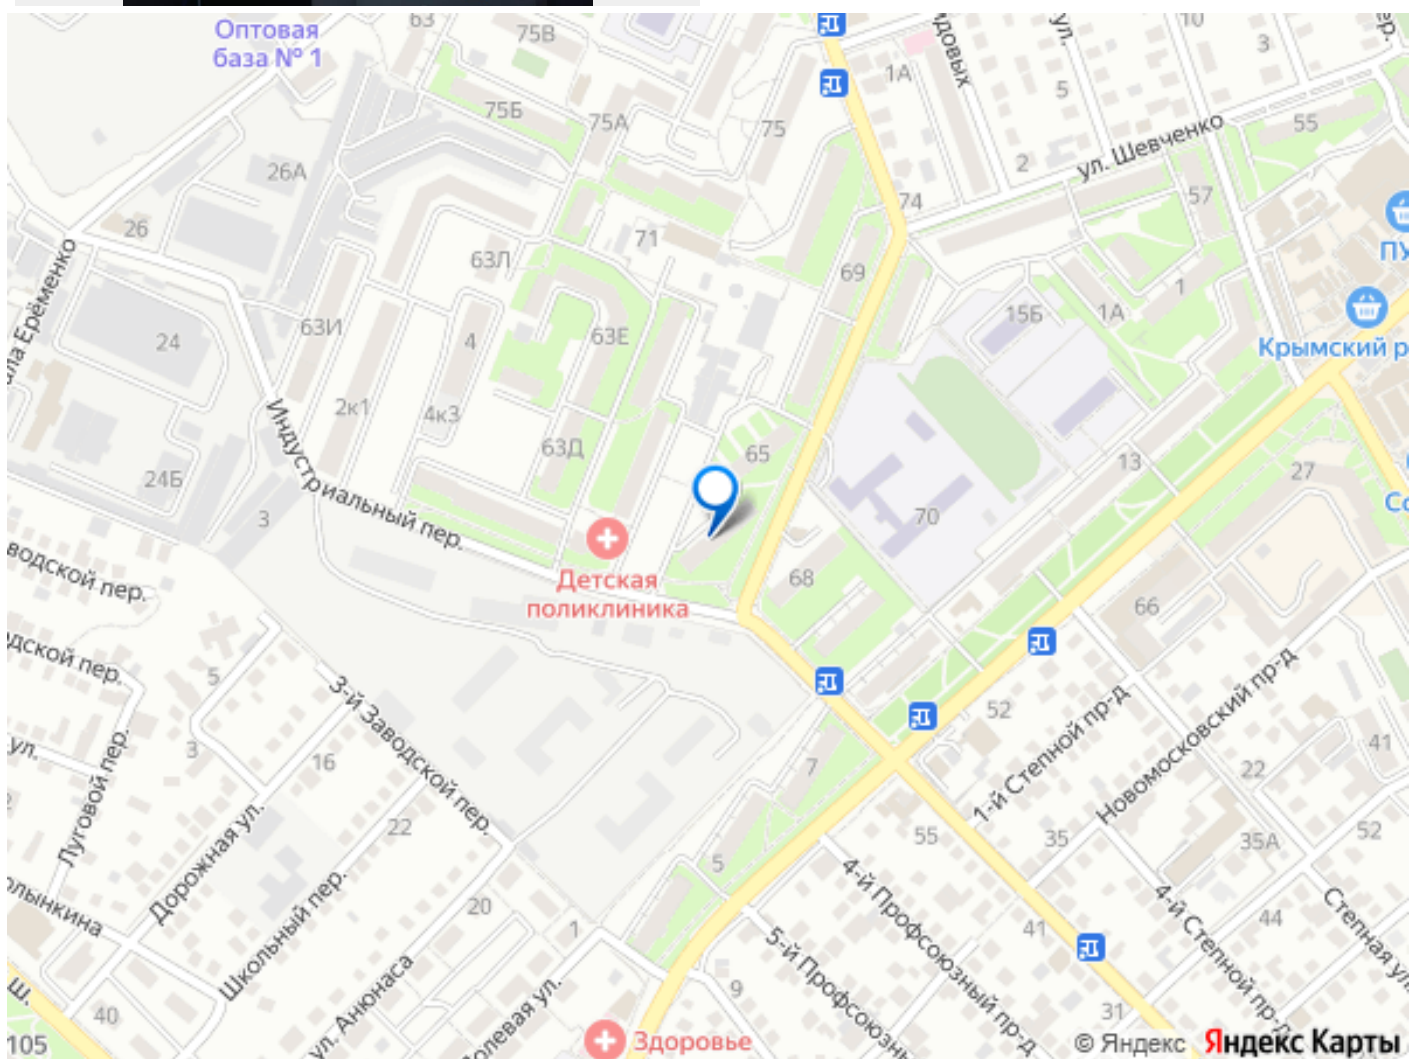 63
75В
10
Оптовая
база № 1
3
1А
5
75Б
75А
75
55
ул. Шевченко
26А
2
57
74
26
71
63Л
69
15Б
1А
1
63И
63Е
24
4
Крымский р
2к1
4к3
Индустриальный пер.
63Д
65
13
27
24Б
3
70
Детская
поликлиника
68
66
3-й Заводской пер.
5
52
1-й Степной пр-д
Новомосковский пр-д
41
3
16
7
22
Луговой пер.
Дорожная ул.
22
55
35
35А
52
5
4-й Профсоюзный пр-д
4-й Степной пр-д
Степная ул.
Школьный пер.
20
44
1
41
5-й Профсоюзн
ул. Анюнаса
9
31
40
105
Здоровье
© Яндекс Яндекс Карты